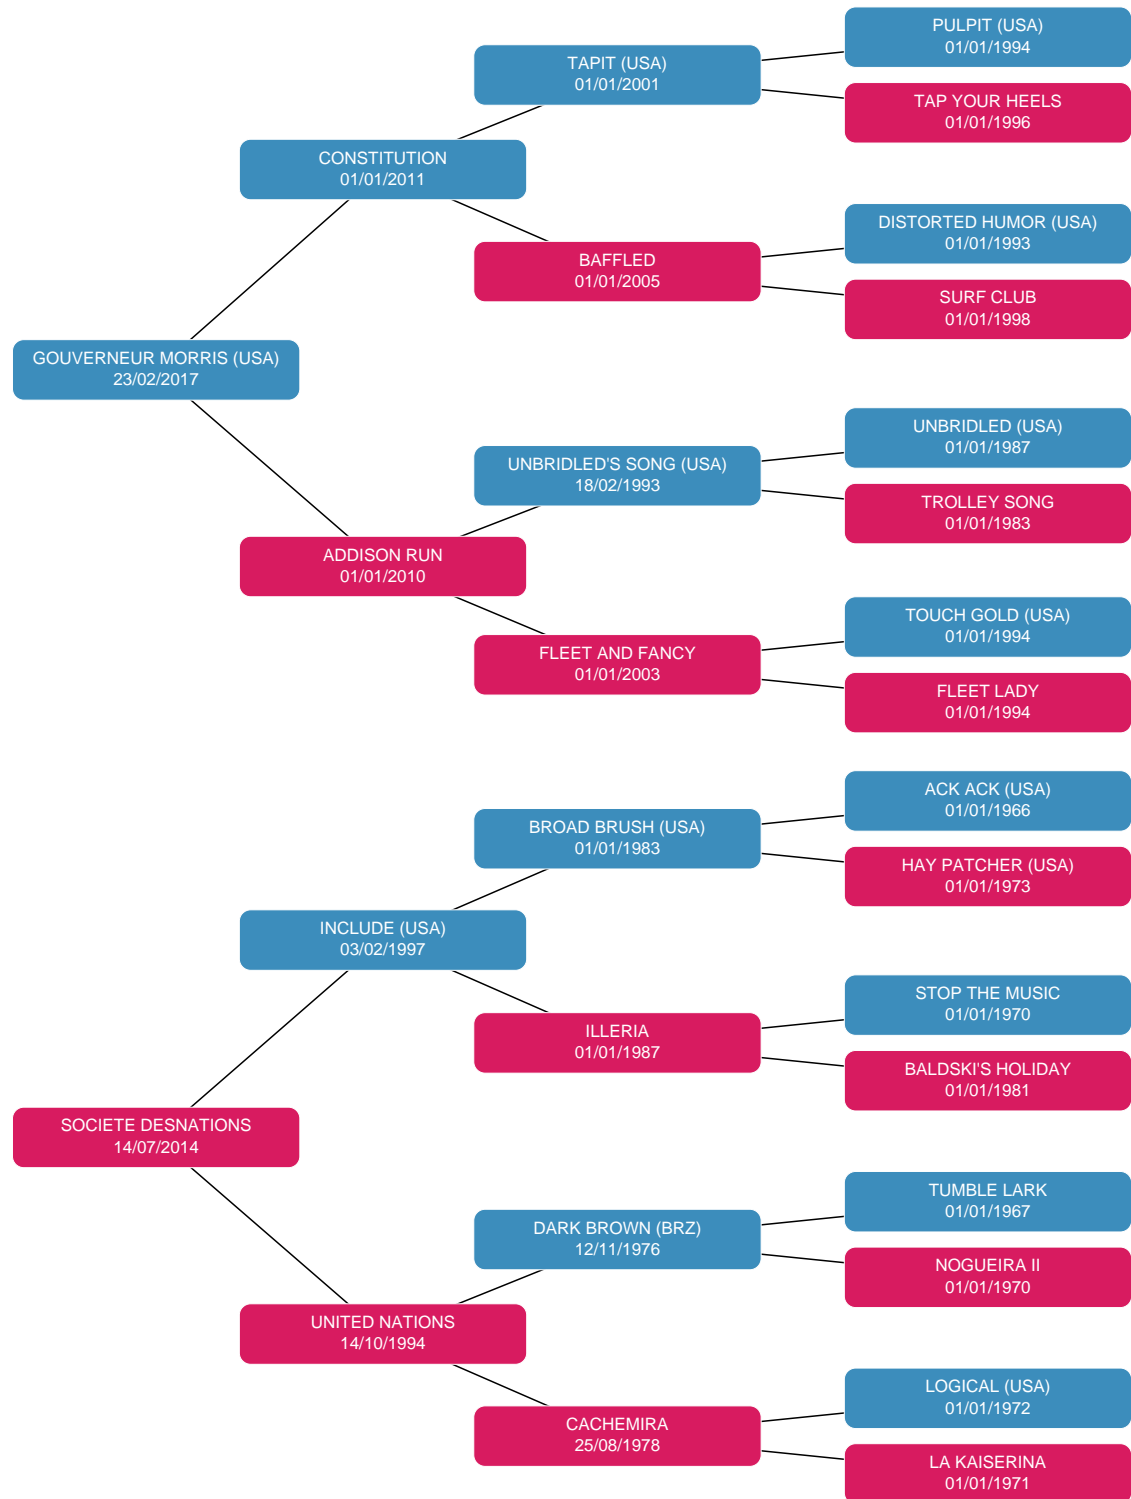 PULPIT (USA)
01/01/1994
TAPIT (USA)
01/01/2001
TAP YOUR HEELS
01/01/1996
CONSTITUTION
01/01/2011
DISTORTED HUMOR (USA)
01/01/1993
BAFFLED
01/01/2005
SURF CLUB
01/01/1998
GOUVERNEUR MORRIS (USA)
23/02/2017
UNBRIDLED (USA)
01/01/1987
UNBRIDLED'S SONG (USA)
18/02/1993
TROLLEY SONG
01/01/1983
ADDISON RUN
01/01/2010
TOUCH GOLD (USA)
01/01/1994
FLEET AND FANCY
01/01/2003
FLEET LADY
01/01/1994
ACK ACK (USA)
01/01/1966
BROAD BRUSH (USA)
01/01/1983
HAY PATCHER (USA)
01/01/1973
INCLUDE (USA)
03/02/1997
STOP THE MUSIC
01/01/1970
ILLERIA
01/01/1987
BALDSKI'S HOLIDAY
01/01/1981
SOCIETE DESNATIONS
14/07/2014
TUMBLE LARK
01/01/1967
DARK BROWN (BRZ)
12/11/1976
NOGUEIRA II
01/01/1970
UNITED NATIONS
14/10/1994
LOGICAL (USA)
01/01/1972
CACHEMIRA
25/08/1978
LA KAISERINA
01/01/1971